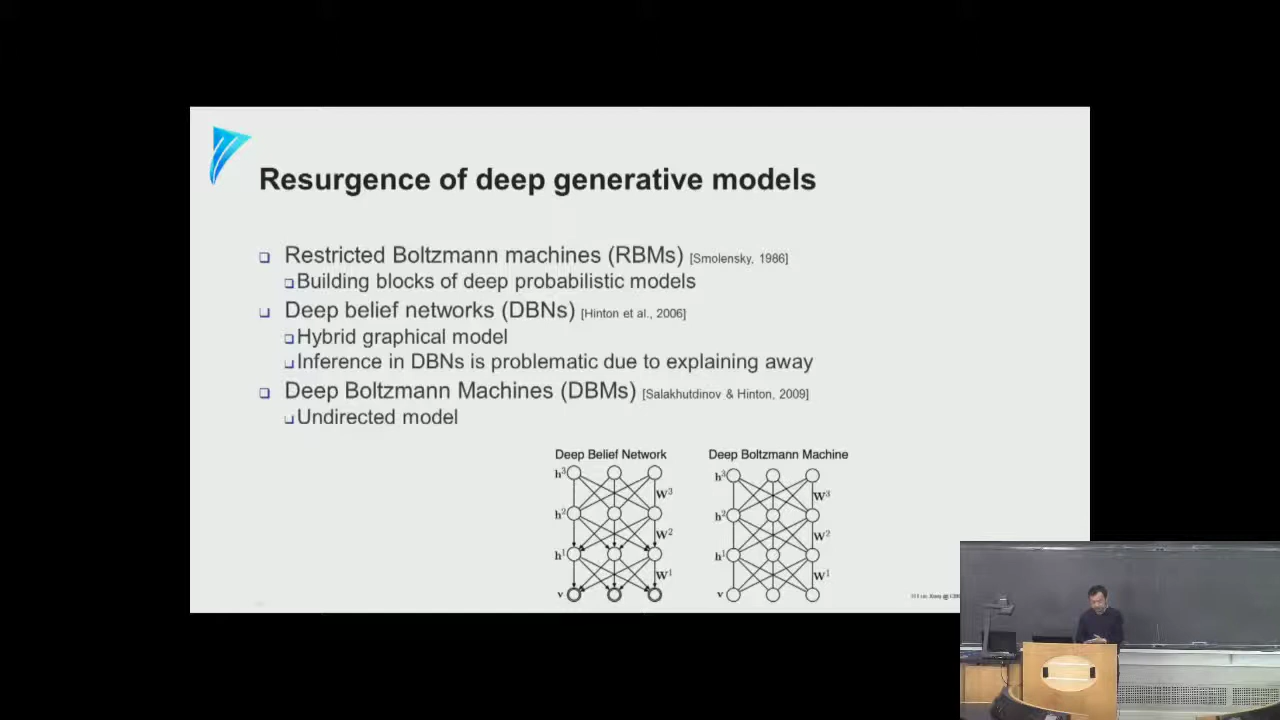 Resurgence of deep generative models
Restricted Boltzmann machines (RBMs) [Smolensky, 1986]
Building blocks of deep probabilistic models
Deep belief networks (DBNs) [Hinton et al., 2006]
Hybrid graphical model
Inference in DBNs is problematic due to explaining away
Deep Boltzmann Machines (DBMs) [Salakhutdinov & Hinton, 2009]
Undirected model
Deep Belief Network Deep Boltzmann Machine
h³ h³
W³ W³
h² h²
W² W²
h¹ h¹
W¹ W¹
v v